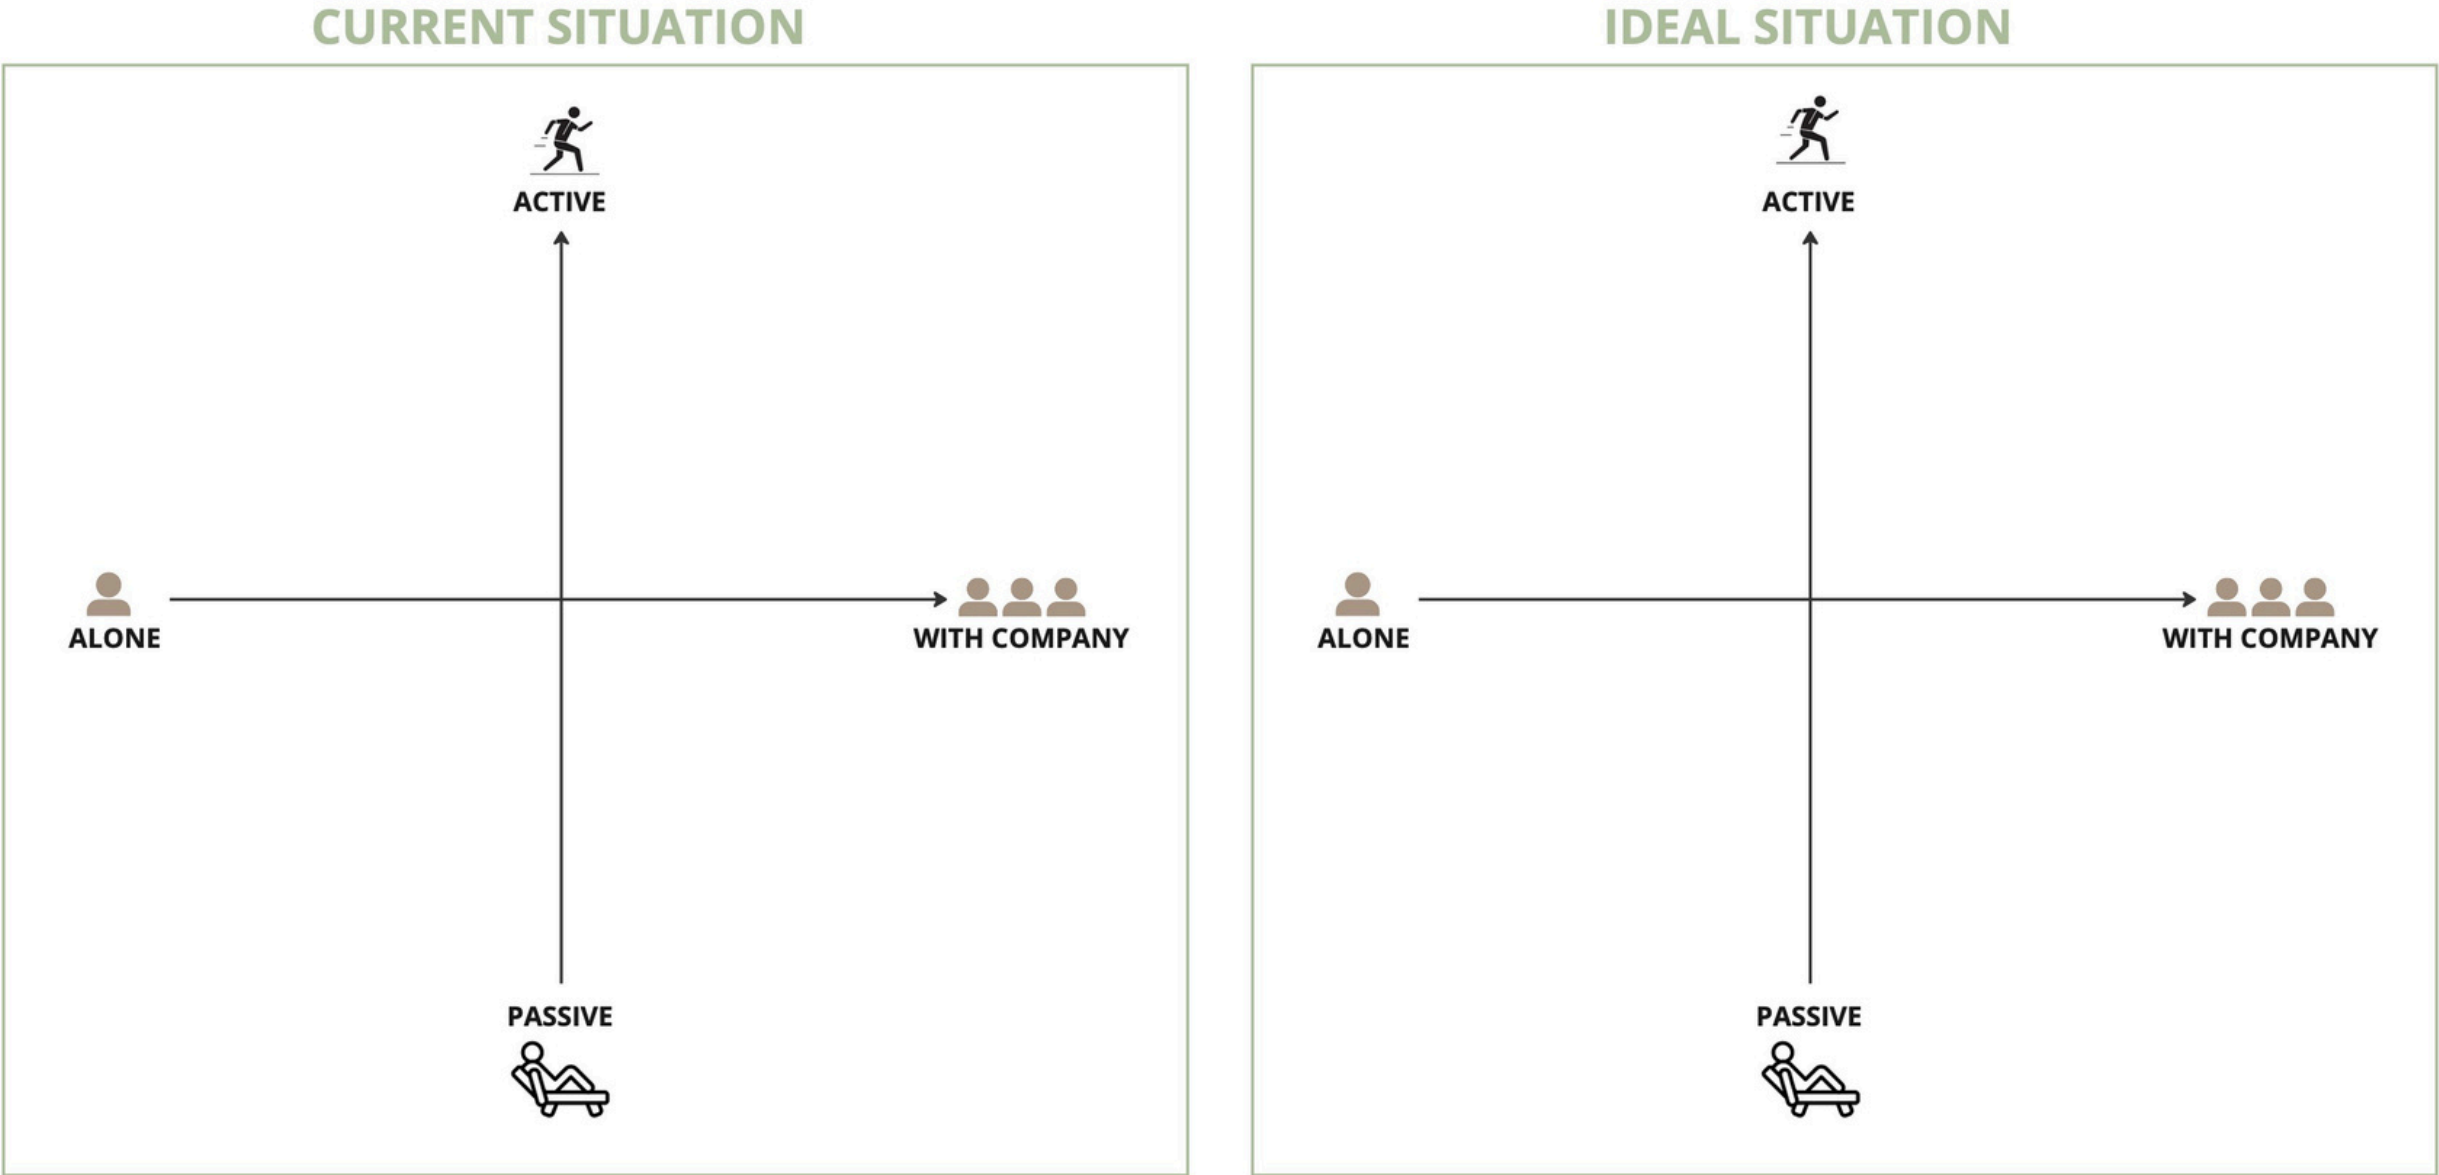 CURRENT SITUATION
ACTIVE
ALONE
WITH COMPANY
PASSIVE
IDEAL SITUATION
ACTIVE
ALONE
WITH COMPANY
PASSIVE